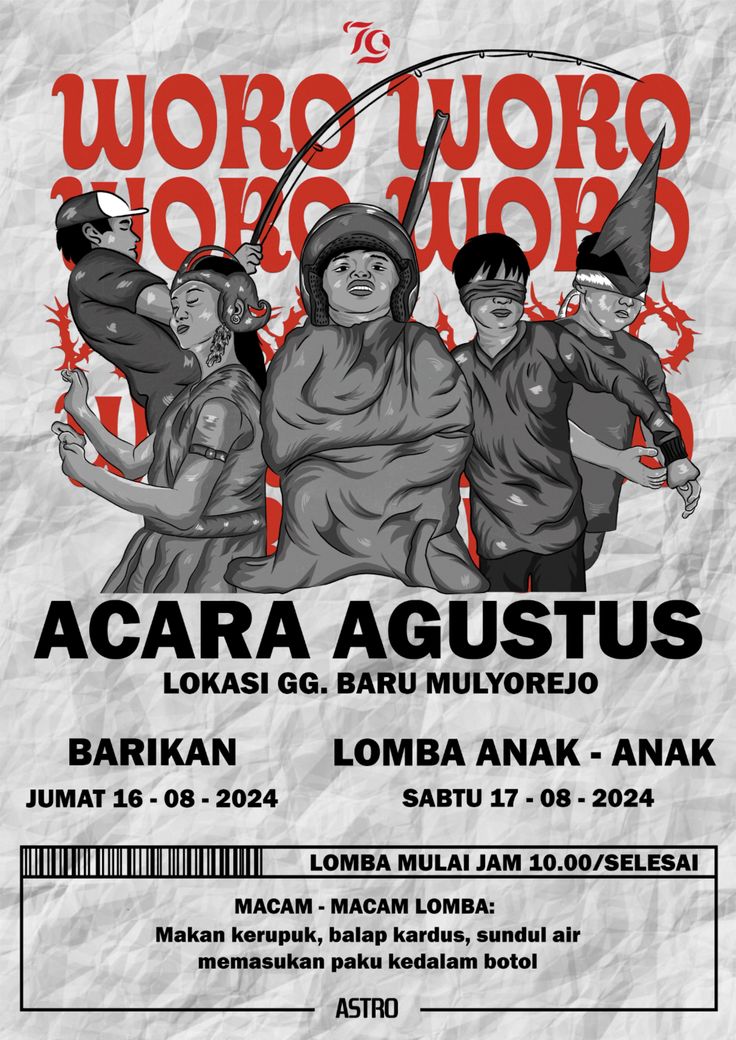 79
WORO WORO
WORO WORO
ACARA AGUSTUS
LOKASI GG. BARU MULYOREJO
BARIKAN
JUMAT 16 - 08 - 2024
LOMBA ANAK - ANAK
SABTU 17 - 08 - 2024
LOMBA MULAI JAM 10.00/SELESAI
MACAM - MACAM LOMBA:
Makan kerupuk, balap kardus, sundul air
memasukan paku kedalam botol
ASTRO